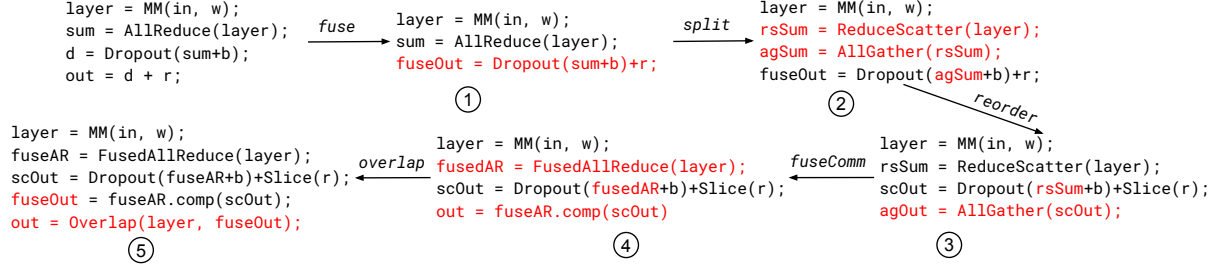 layer = MM(in, w);
sum = AllReduce(layer);
d = Dropout(sum+b);
out = d + r;
fuse
layer = MM(in, w);
sum = AllReduce(layer);
fuseOut = Dropout(sum+b)+r;
1
split
layer = MM(in, w);
rsSum = ReduceScatter(layer);
agSum = AllGather(rsSum);
fuseOut = Dropout(agSum+b)+r;
2
reorder
layer = MM(in, w);
rsSum = ReduceScatter(layer);
scOut = Dropout(rsSum+b)+Slice(r);
agOut = AllGather(scOut);
3
fuseComm
layer = MM(in, w);
fusedAR = FusedAllReduce(layer);
scOut = Dropout(fusedAR+b)+Slice(r);
out = fuseAR.comp(scOut)
4
overlap
layer = MM(in, w);
fuseAR = FusedAllReduce(layer);
scOut = Dropout(fuseAR+b)+Slice(r);
fuseOut = fuseAR.comp(scOut);
out = Overlap(layer, fuseOut);
5